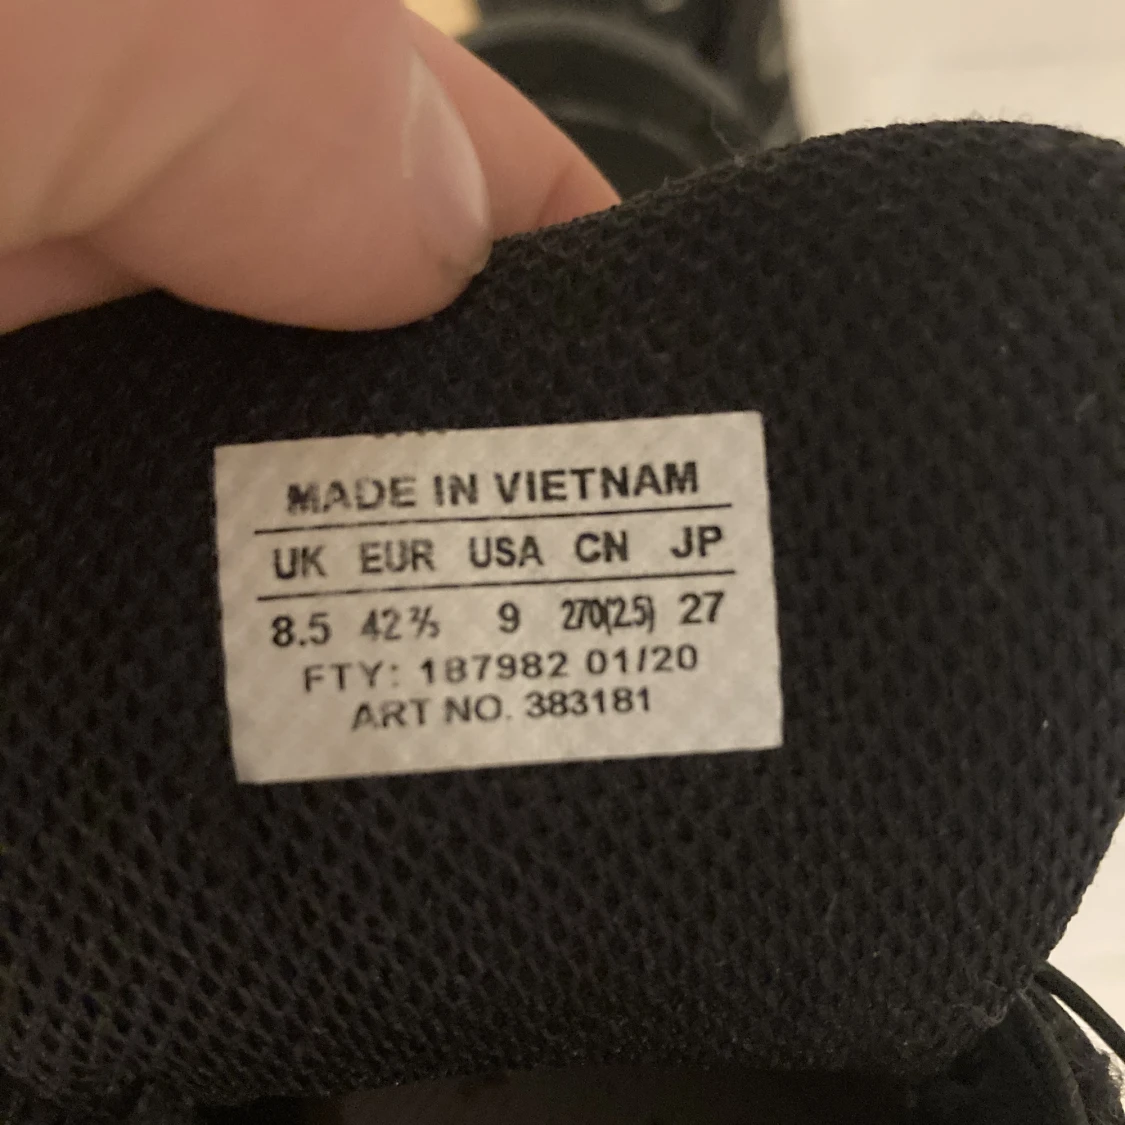 MADE IN VIETNAM
UK EUR USA CN JP
8.5 42⅔ 9 270(2.5) 27
FTY: 187982 01/20
ART NO. 383181